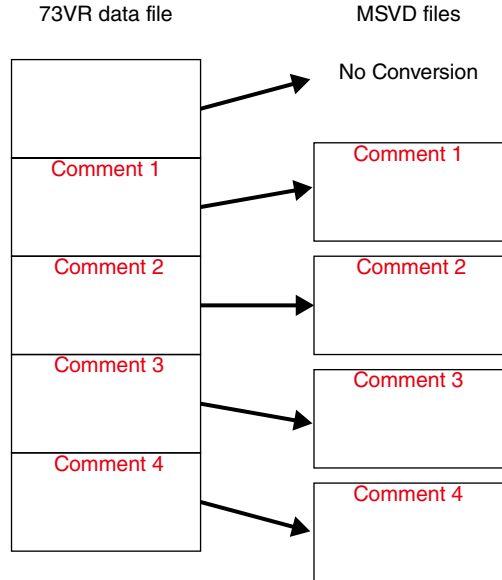 73VR data file
MSVD files
No Conversion
Comment 1
Comment 1
Comment 2
Comment 2
Comment 3
Comment 3
Comment 4
Comment 4